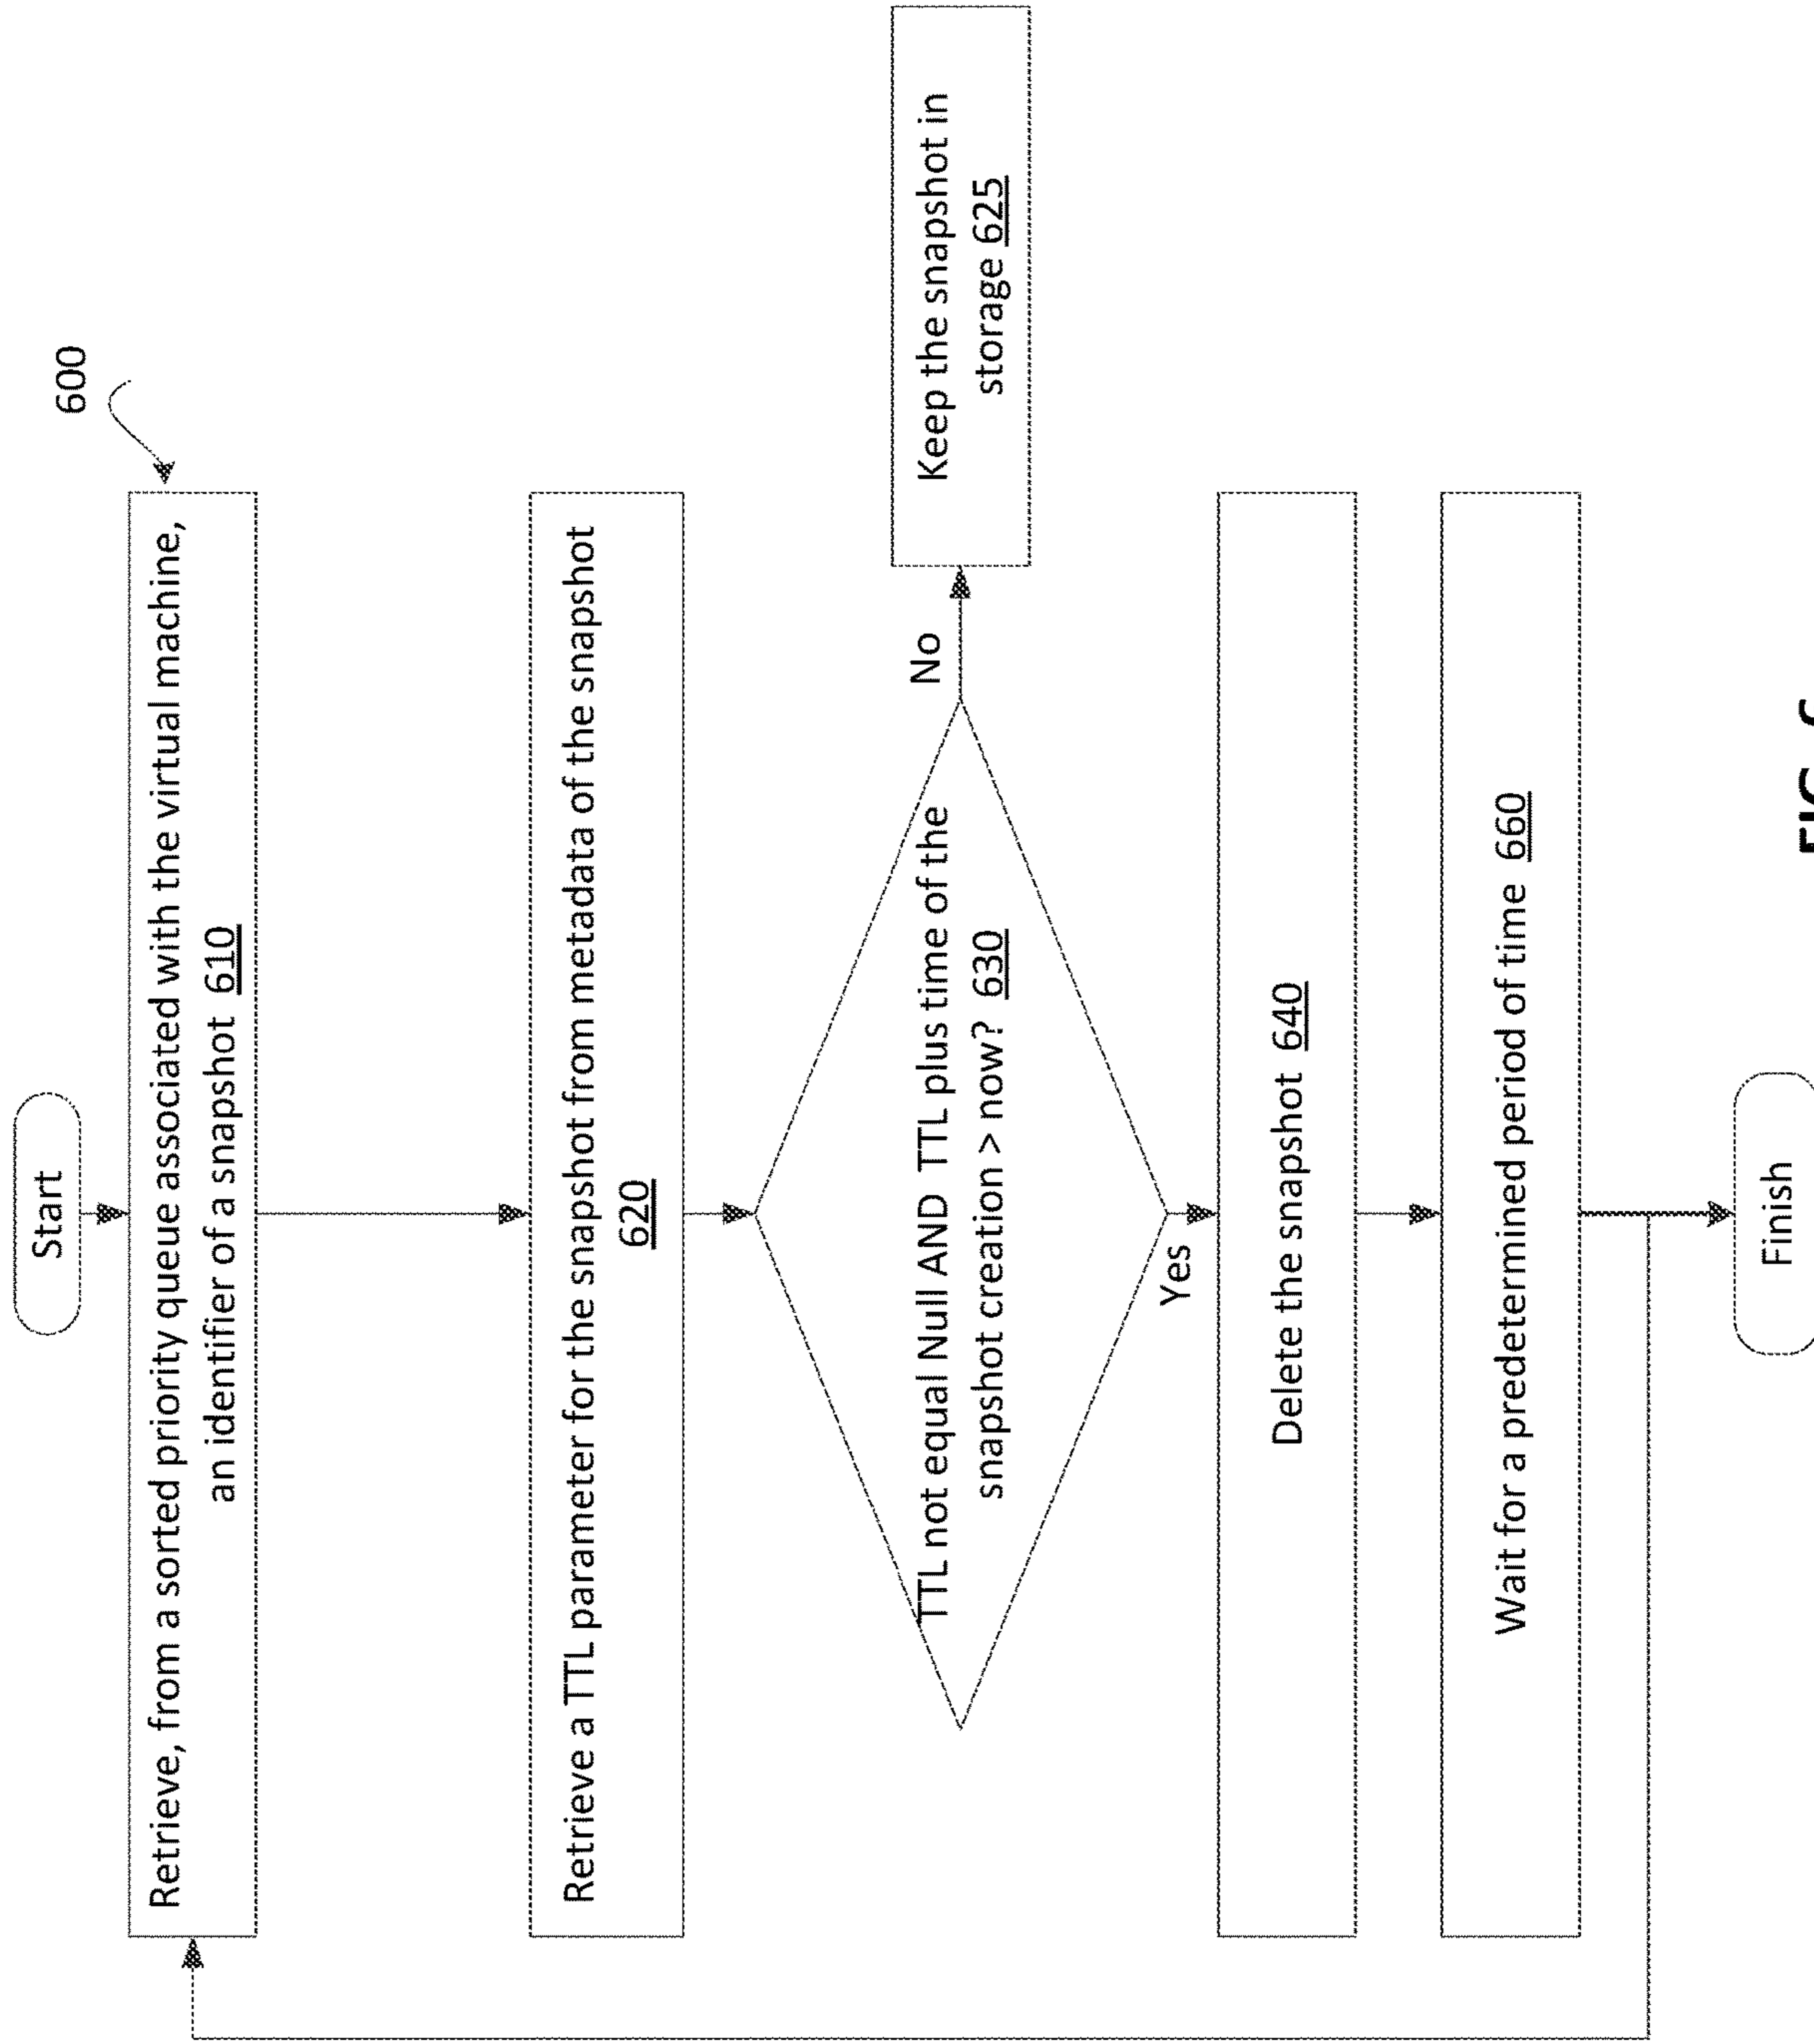 600
Start
Retrieve, from a sorted priority queue associated with the virtual machine,
an identifier of a snapshot 610
Retrieve a TTL parameter for the snapshot from metadata of the snapshot
620
TTL not equal Null AND TTL plus time of the
snapshot creation > now? 630
No
Keep the snapshot in
storage 625
Yes
Delete the snapshot 640
Wait for a predetermined period of time 660
Finish